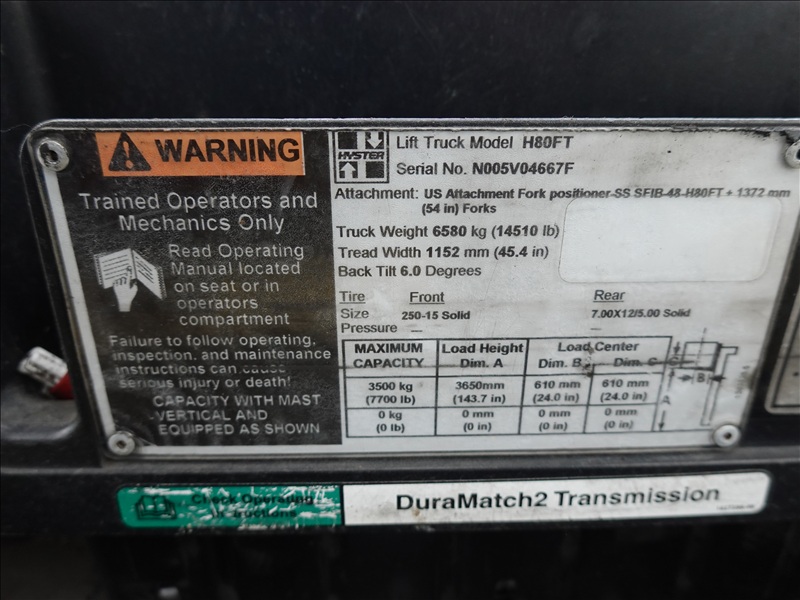 WARNING
Trained Operators and
Mechanics Only
Read Operating
Manual located
on seat or in
operators
compartment
Failure to follow operating,
inspection, and maintenance
instructions can cause
serious injury or death!
CAPACITY WITH MAST
VERTICAL AND
EQUIPPED AS SHOWN
HYSTER
Lift Truck Model H80FT
Serial No. N005V04667F
Attachment: US Attachment Fork positioner-SS SFIB-48-H80FT + 1372 mm
(54 in) Forks
Truck Weight 6580 kg (14510 lb)
Tread Width 1152 mm (45.4 in)
Back Tilt 6.0 Degrees
Tire Front Rear
Size 250-15 Solid 7.00X12/5.00 Solid
Pressure — —
MAXIMUM CAPACITY Load Height Dim. A Load Center Dim. B Dim. C
3500 kg 3650mm 610 mm 610 mm
(7700 lb) (143.7 in) (24.0 in) (24.0 in)
0 kg 0 mm 0 mm 0 mm
(0 lb) (0 in) (0 in) (0 in)
C
B
A
Check Operating
Instructions
DuraMatch2 Transmission